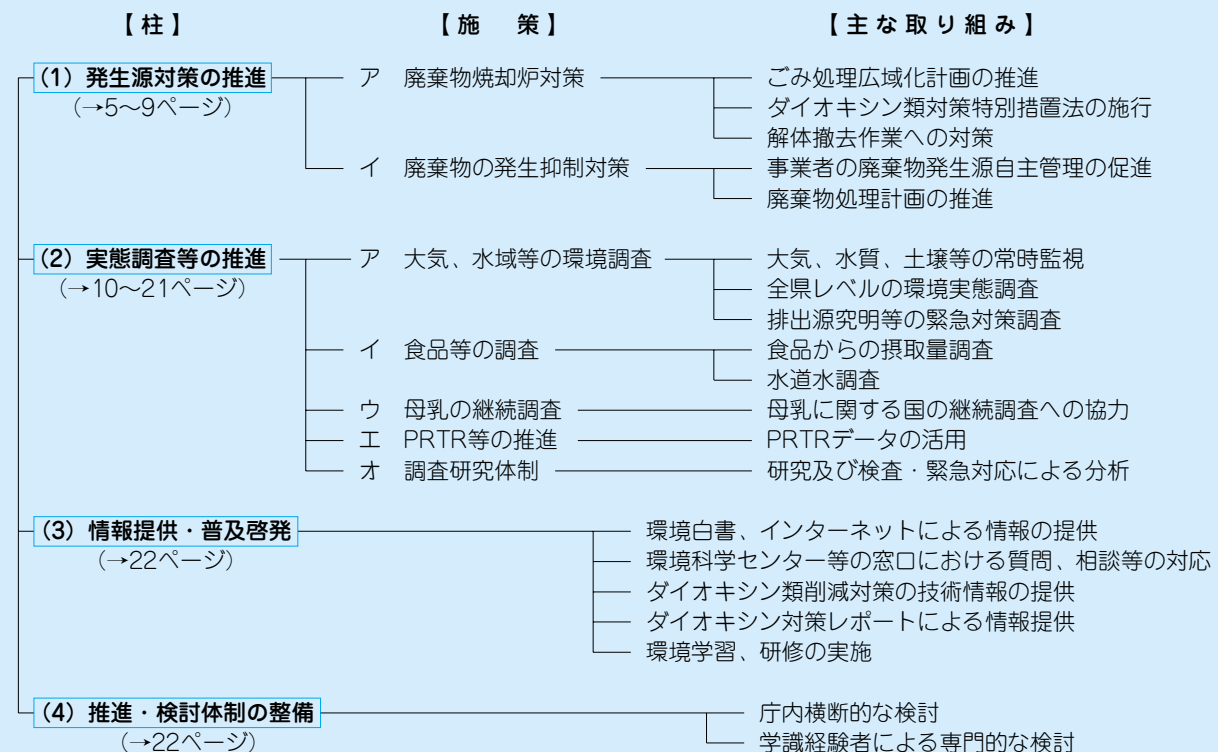 【柱】 【施 策】 【主な取り組み】
(1) 発生源対策の推進 ア 廃棄物焼却炉対策 ごみ処理広域化計画の推進
(→5〜9ページ) ダイオキシン類対策特別措置法の施行
解体撤去作業への対策
イ 廃棄物の発生抑制対策 事業者の廃棄物発生源自主管理の促進
廃棄物処理計画の推進
(2) 実態調査等の推進 ア 大気、水域等の環境調査 大気、水質、土壌等の常時監視
(→10〜21ページ) 全県レベルの環境実態調査
排出源究明等の緊急対策調査
イ 食品等の調査 食品からの摂取量調査
水道水調査
ウ 母乳の継続調査 母乳に関する国の継続調査への協力
エ PRTR等の推進 PRTRデータの活用
オ 調査研究体制 研究及び検査・緊急対応による分析
(3) 情報提供・普及啓発 環境白書、インターネットによる情報の提供
(→22ページ) 環境科学センター等の窓口における質問、相談等の対応
ダイオキシン類削減対策の技術情報の提供
ダイオキシン対策レポートによる情報提供
環境学習、研修の実施
(4) 推進・検討体制の整備 庁内横断的な検討
(→22ページ) 学識経験者による専門的な検討